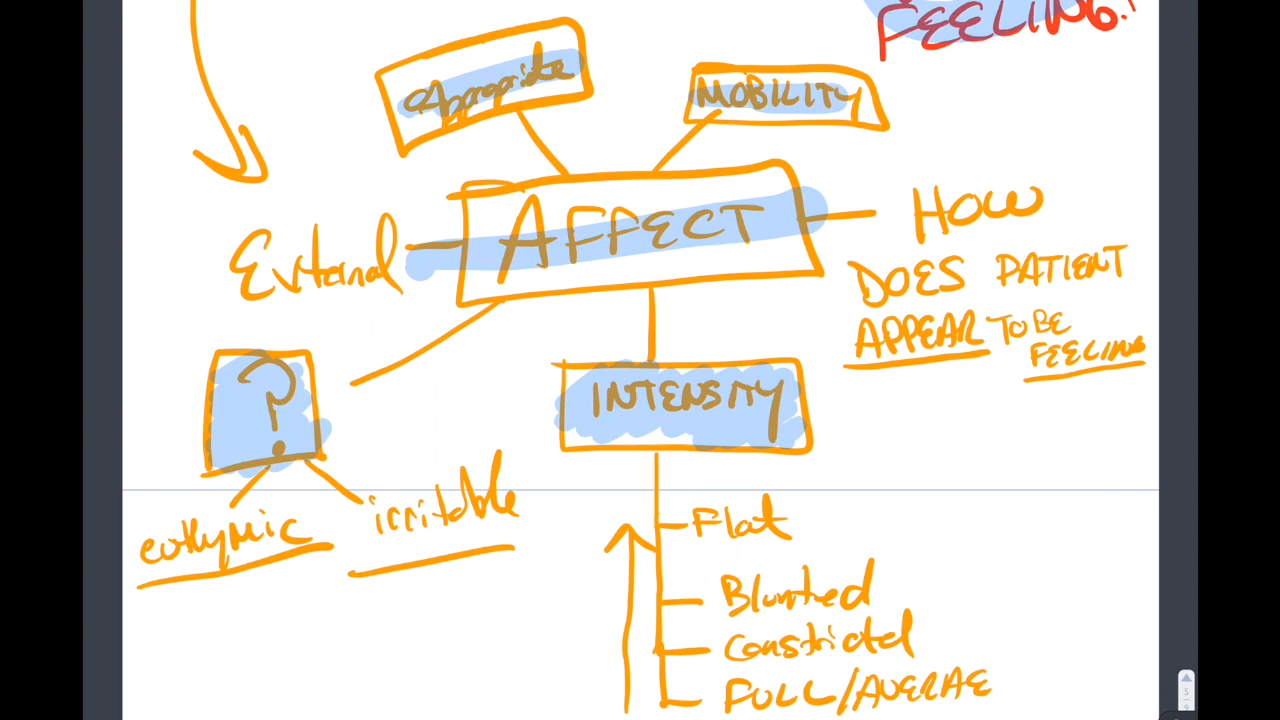 FEELING!
Appropriate
MOBILITY
External
AFFECT
HOW
DOES PATIENT
APPEAR TO BE
FEELING
?
INTENSITY
euthymic
irritable
Flat
Blunted
Constricted
FULL/AVERAE